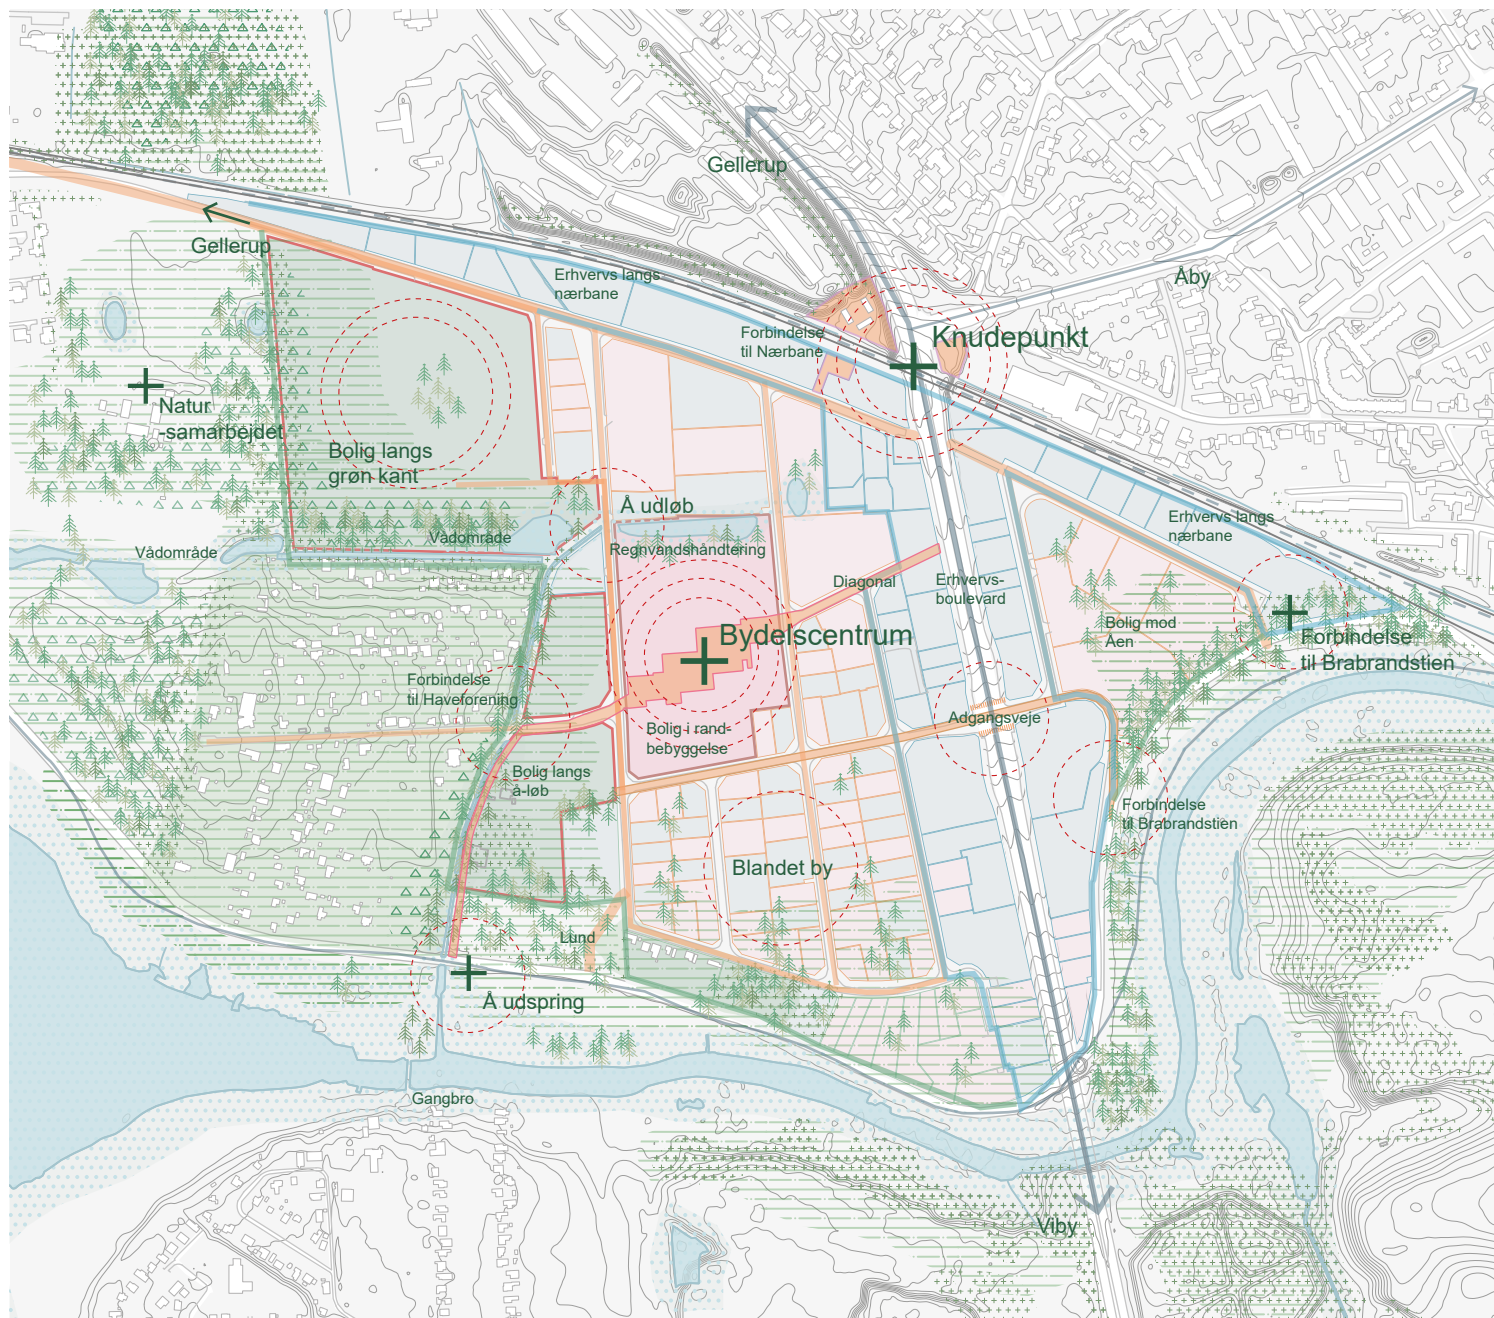 Gellerup
Gellerup
Åby
Erhvervs langs
nærbane
Forbindelse
til Nærbane
Knudepunkt
Natur
-samarbejdet
Bolig langs
grøn kant
Å udløb
Vådområde
Vådområde
Regnvandshåndtering
Erhvervs langs
nærbane
Diagonal
Erhvervs-
boulevard
Bydelscentrum
Bolig mod
Åen
Forbindelse
til Brabrandstien
Forbindelse
til Haveforening
Bolig i rand-
bebyggelse
Adgangsveje
Bolig langs
å-løb
Forbindelse
til Brabrandstien
Blandet by
Lund
Å udspring
Gangbro
Viby